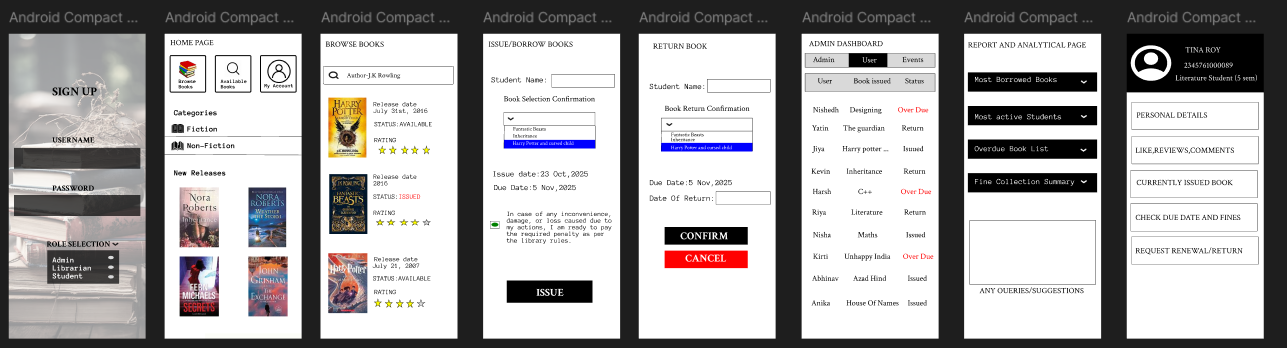 Android Compact ...
SIGN UP
USERNAME
PASSWORD
ROLE SELECTION
Admin
Librarian
Student
Android Compact ...
HOME PAGE
Browse
Books
Available
Books
My Account
Categories
Fiction
Non-Fiction
New Releases
Nora
Roberts
Inheritance
NORA
ROBERTS
FERN
MICHAELS
SECRETS
JOHN
GRISHAM
THE
EXCHANGE
Android Compact ...
BROWSE BOOKS
Author-J.K Rowling
HARRY
POTTER
Release date
July 31st, 2016
STATUS:AVAILABLE
RATING
FANTASTIC
BEASTS
Release date
2016
STATUS:ISSUED
RATING
Harry Potter
Release date
July 21, 2007
STATUS:AVAILABLE
RATING
Android Compact ...
ISSUE/BORROW BOOKS
Student Name:
Book Selection Confirmation
Fantastic Beasts
Inheritance
Harry Potter and cursed child
Issue date:23 Oct,2025
Due Date:5 Nov,2025
In case of any inconvenience,
damage, or loss caused due to
my actions, I am ready to pay
the required penalty as per
the library rules.
ISSUE
Android Compact ...
RETURN BOOK
Student Name:
Book Return Confirmation
Fantastic Beasts
Inheritance
Harry Potter and cursed child
Due Date:5 Nov,2025
Date Of Return:
CONFIRM
CANCEL
Android Compact ...
ADMIN DASHBOARD
Admin User Events
User Book issued Status
Nishedh Designing Over Due
Yatin The guardian Return
Jiya Harry potter ... Isuued
Kevin Inheritance Return
Harsh C++ Over Due
Riya Literature Return
Nisha Maths Issued
Kirti Unhappy India Over Due
Abhinav Azad Hind Issued
Anika House Of Names Issued
Android Compact ...
REPORT AND ANALYTICAL PAGE
Most Borrowed Books
Most active Students
Overdue Book List
Fine Collection Summary
ANY QUERIES/SUGGESTIONS
Android Compact ...
TINA ROY
2345761000089
Literature Student (5 sem)
PERSONAL DETAILS
LIKE,REVIEWS,COMMENTS
CURRENTLY ISSUED BOOK
CHECK DUE DATE AND FINES
REQUEST RENEWAL/RETURN